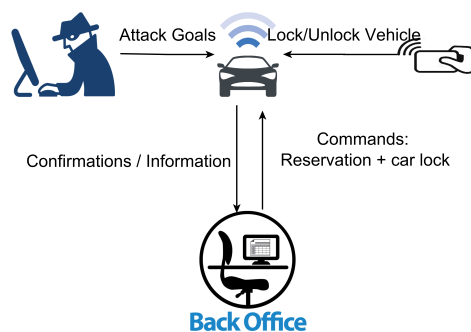 Attack Goals
Lock/Unlock Vehicle
Confirmations / Information
Commands:
Reservation + car lock
Back Office